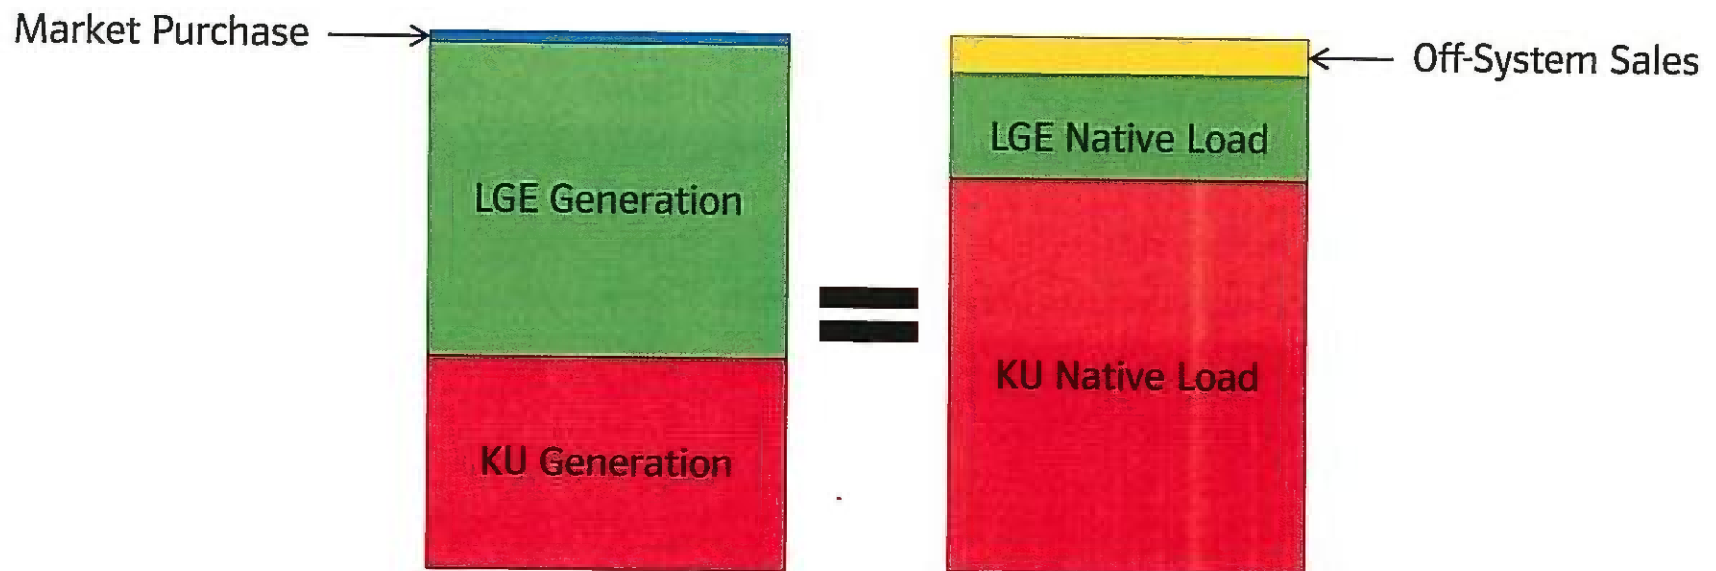 Market Purchase
Off-System Sales
LGE Generation
LGE Native Load
=
KU Generation
KU Native Load